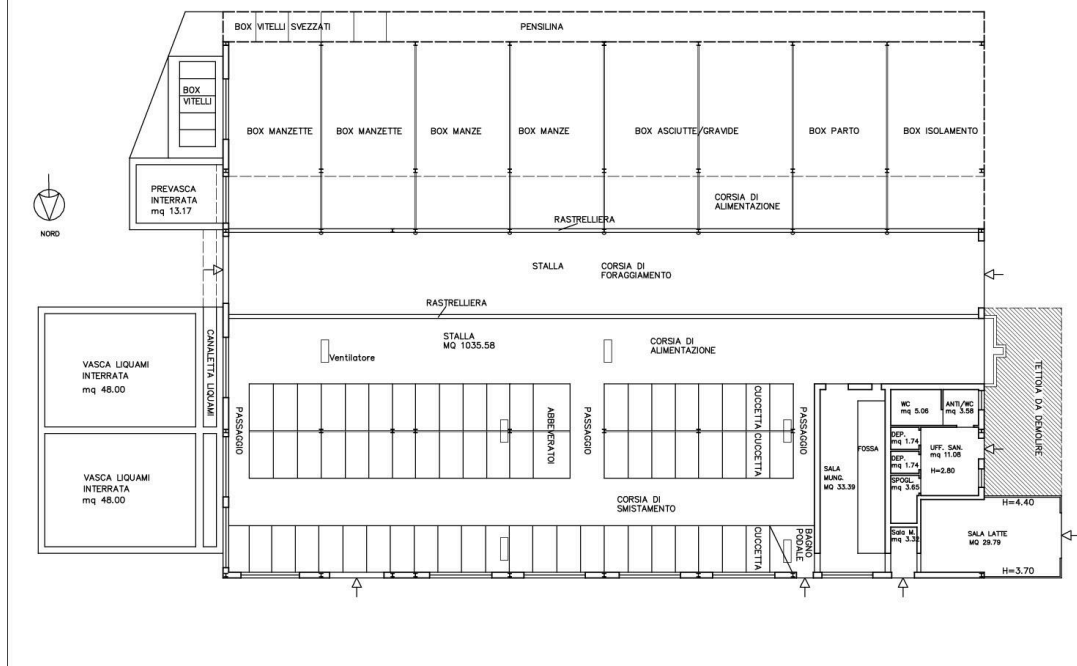 BOX VITELLI SVEZZATI
PENSILINA
BOX
VITELLI
BOX MANZETTE
BOX MANZETTE
BOX MANZE
BOX MANZE
BOX ASCIUTTE/GRAVIDE
BOX PARTO
BOX ISOLAMENTO
PREVASCA
INTERRATA
mq 13.17
NORD
CORSIA DI
ALIMENTAZIONE
RASTRELLIERA
STALLA
CORSIA DI
FORAGGIAMENTO
RASTRELLIERA
STALLA
MQ 1035.58
CORSIA DI
ALIMENTAZIONE
Ventilatore
CANALETTA LIQUAMI
VASCA LIQUAMI
INTERRATA
mq 48.00
VASCA LIQUAMI
INTERRATA
mq 48.00
PASSAGGIO
ABBEVERATOI
PASSAGGIO
CUCCETTA
CUCCETTA
PASSAGGIO
CORSIA DI
SMISTAMENTO
CUCCETTA
BAGNO
PODALE
SALA
MUNG.
MQ 33.39
FOSSA
WC
mq 5.06
ANTI/WC
mq 3.58
DEP.
mq 1.74
DEP.
mq 1.74
SPOGL.
mq 3.65
UFF. SAN.
mq 11.08
H=2.80
Sala M.
mq 3.32
SALA LATTE
MQ 29.79
H=4.40
H=3.70
TETTOIA DA DEMOLIRE